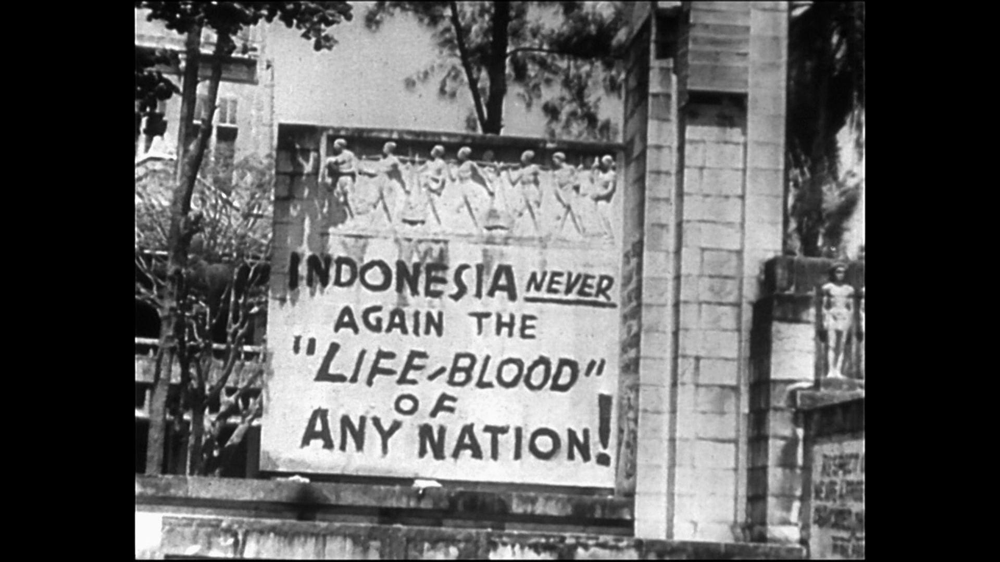 INDONESIA NEVER
AGAIN THE
"LIFE-BLOOD"
OF
ANY NATION!